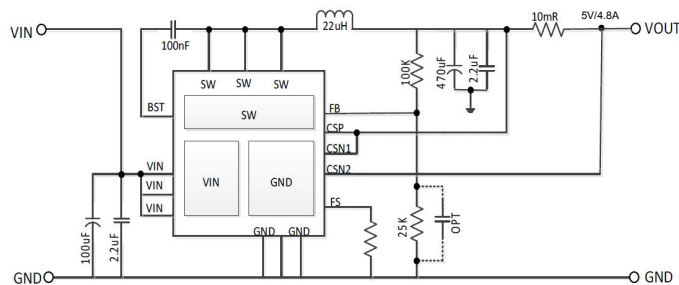 VIN
100nF
22uH
10mR
5V/4.8A
VOUT
SW SW SW
100K
470uF
2.2uF
BST
SW
FB
CSP
CSN1
VIN
VIN
GND
CSN2
VIN
VIN
FS
100uF
2.2uF
GND GND
25K
OPT
GND
GND